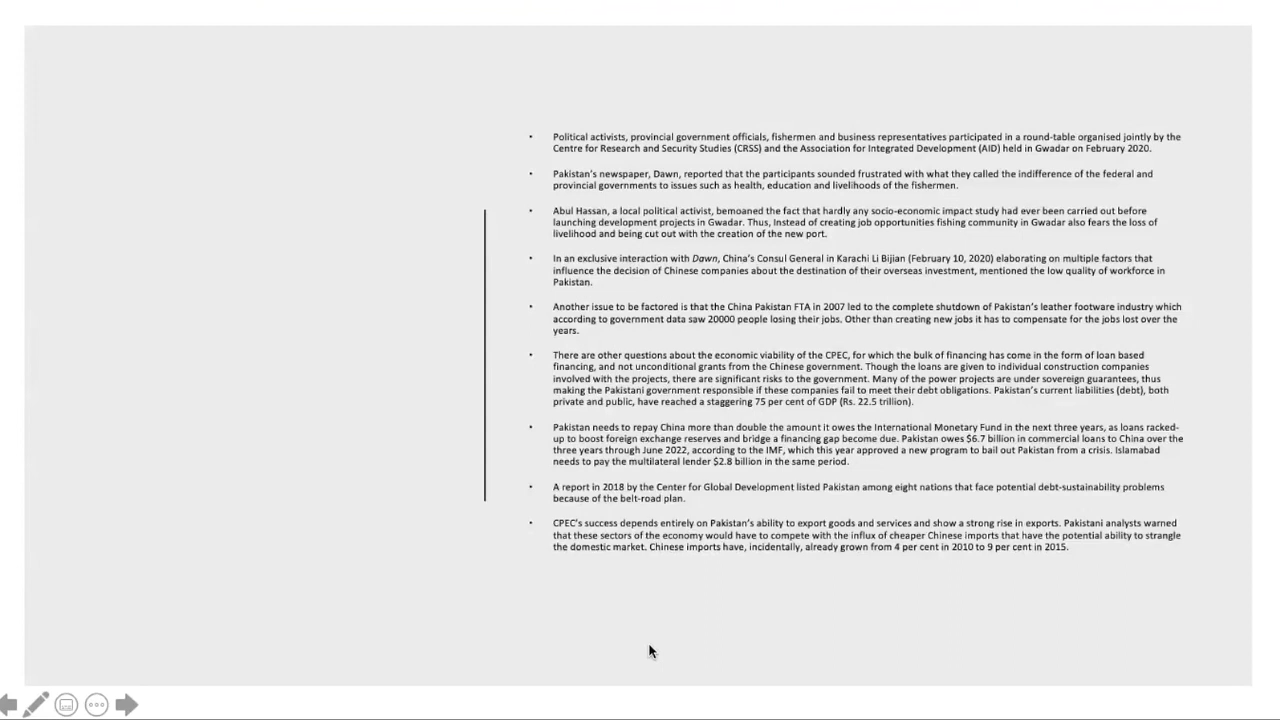 • Political activists, provincial government officials, fishermen and business representatives participated in a round-table organised jointly by the
Centre for Research and Security Studies (CRSS) and the Association for Integrated Development (AID) held in Gwadar on February 2020.
• Pakistan's newspaper, Dawn, reported that the participants sounded frustrated with what they called the indifference of the federal and
provincial governments to issues such as health, education and livelihoods of the fishermen.
• Abul Hassan, a local political activist, bemoaned the fact that hardly any socio-economic impact study had ever been carried out before
launching development projects in Gwadar. Thus, Instead of creating job opportunities fishing community in Gwadar also fears the loss of
livelihood and being cut out with the creation of the new port.
• In an exclusive interaction with Dawn, China's Consul General in Karachi Li Bijian (February 10, 2020) elaborating on multiple factors that
influence the decision of Chinese companies about the destination of their overseas investment, mentioned the low quality of workforce in
Pakistan.
• Another issue to be factored is that the China Pakistan FTA in 2007 led to the complete shutdown of Pakistan's leather footware industry which
according to government data saw 20000 people losing their jobs. Other than creating new jobs it has to compensate for the jobs lost over the
years.
• There are other questions about the economic viability of the CPEC, for which the bulk of financing has come in the form of loan based
financing, and not unconditional grants from the Chinese government. Though the loans are given to individual construction companies
involved with the projects, there are significant risks to the government. Many of the power projects are under sovereign guarantees, thus
making the Pakistani government responsible if these companies fail to meet their debt obligations. Pakistan's current liabilities (debt), both
private and public, have reached a staggering 75 per cent of GDP (Rs. 22.5 trillion).
• Pakistan needs to repay China more than double the amount it owes the International Monetary Fund in the next three years, as loans racked-
up to boost foreign exchange reserves and bridge a financing gap become due. Pakistan owes $6.7 billion in commercial loans to China over the
three years through June 2022, according to the IMF, which this year approved a new program to bail out Pakistan from a crisis. Islamabad
needs to pay the multilateral lender $2.8 billion in the same period.
• A report in 2018 by the Center for Global Development listed Pakistan among eight nations that face potential debt-sustainability problems
because of the belt-road plan.
• CPEC's success depends entirely on Pakistan's ability to export goods and services and show a strong rise in exports. Pakistani analysts warned
that these sectors of the economy would have to compete with the influx of cheaper Chinese imports that have the potential ability to strangle
the domestic market. Chinese imports have, incidentally, already grown from 4 per cent in 2010 to 9 per cent in 2015.